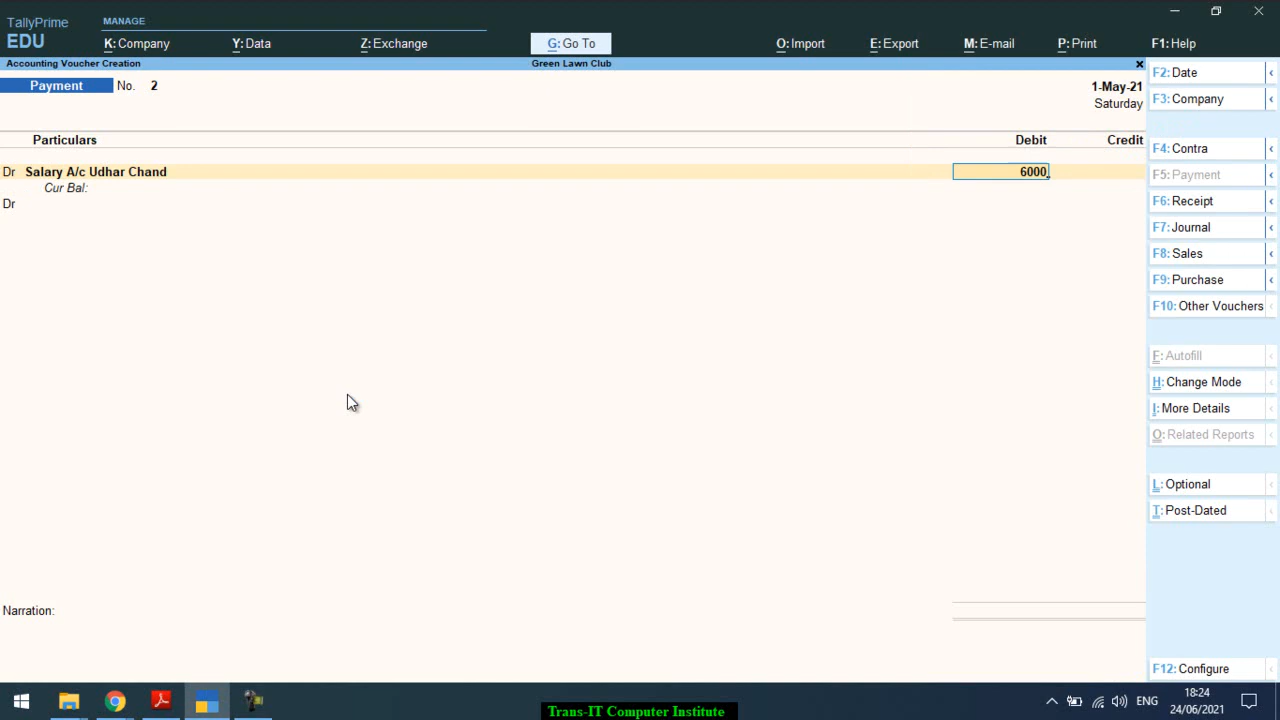 TallyPrime
EDU
MANAGE
K: Company
Y: Data
Z: Exchange
G: Go To
O: Import
E: Export
M: E-mail
P: Print
F1: Help
Accounting Voucher Creation
Green Lawn Club
Payment No. 2
1-May-21
Saturday
Particulars
Debit
Credit
Dr Salary A/c Udhar Chand
6000
Cur Bal:
Dr
Narration:
F2: Date
F3: Company
F4: Contra
F5: Payment
F6: Receipt
F7: Journal
F8: Sales
F9: Purchase
F10: Other Vouchers
F: Autofill
H: Change Mode
I: More Details
O: Related Reports
L: Optional
T: Post-Dated
F12: Configure
ENG
18:24
24/06/2021
Trans-IT Computer Institute